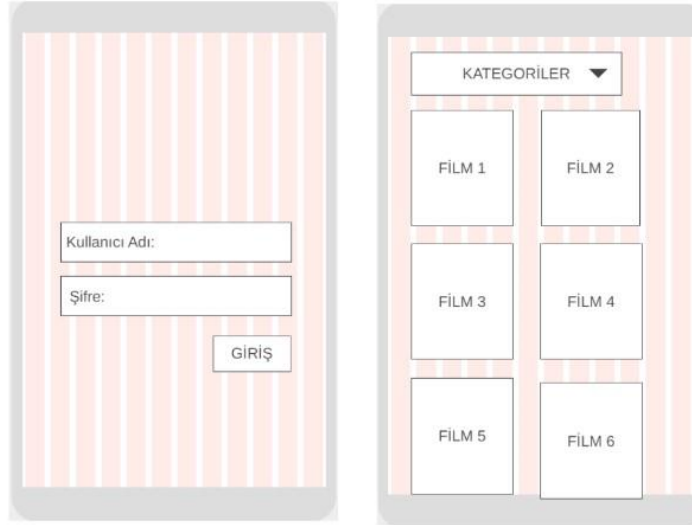 Kullanıcı Adı:
Şifre:
GİRİŞ
KATEGORİLER
FİLM 1
FİLM 2
FİLM 3
FİLM 4
FİLM 5
FİLM 6